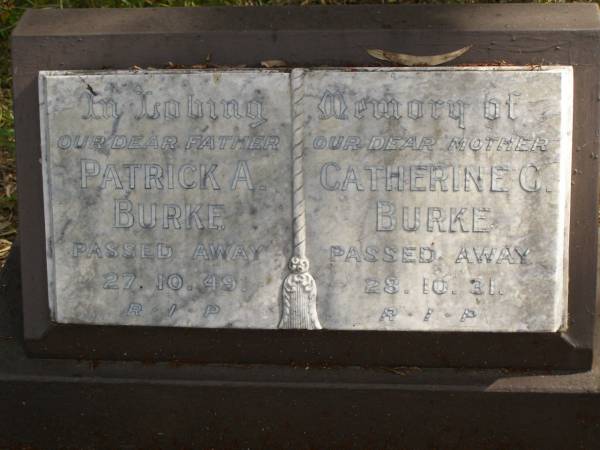 In Loving
OUR DEAR FATHER
PATRICK A.
BURKE
PASSED AWAY
27. 10. 49.
R. I. P
Memory of
OUR DEAR MOTHER
CATHERINE C.
BURKE
PASSED AWAY
28. 10. 31.
R. I. P